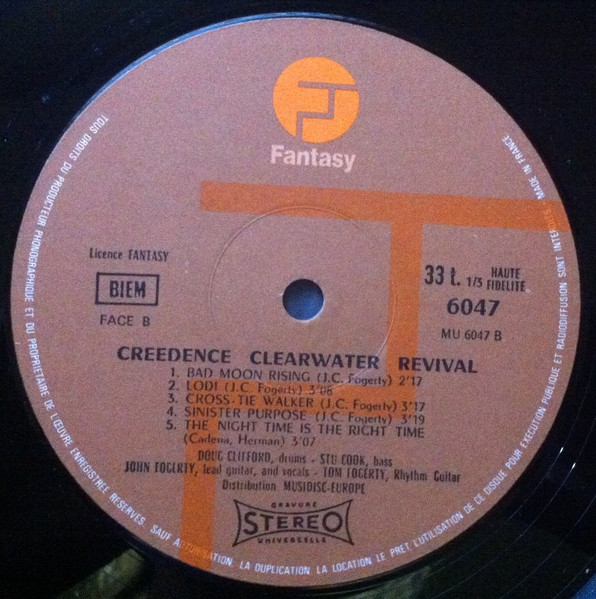 Fantasy
Licence FANTASY
BIEM
FACE B
33 t. 1/3 HAUTE FIDELITE
6047
MU 6047 B
CREEDENCE CLEARWATER REVIVAL
1. BAD MOON RISING (J.C. Fogerty) 2'17
2. LODI (J.C. Fogerty) 3'08
3. CROSS-TIE WALKER (J.C. Fogerty) 3'17
4. SINISTER PURPOSE (J.C. Fogerty) 3'19
5. THE NIGHT TIME IS THE RICHT TIME
(Cadena, Herman) 3'07
DOUG CLIFFORD, drums - STU COOK, bass
JOHN FOGERTY, lead guitar, and vocals - TOM FOGERTY, Rhythm Guitar
Distribution MUSIDISC-EUROPE
GRAVURE
STEREO
UNIVERSELLE
TOUS DROITS DU PRODUCTEUR PHONOGRAPHIQUE ET DU PROPRIETAIRE DE L'ŒUVRE ENREGISTREE RESERVES. SAUF AUTORISATION, LA DUPLICATION, LA LOCATION LE PRET, L'UTILISATION DE CE DISQUE POUR EXECUTION PUBLIQUE ET RADIODIFFUSION SONT INTERDITS MADE IN FRANCE